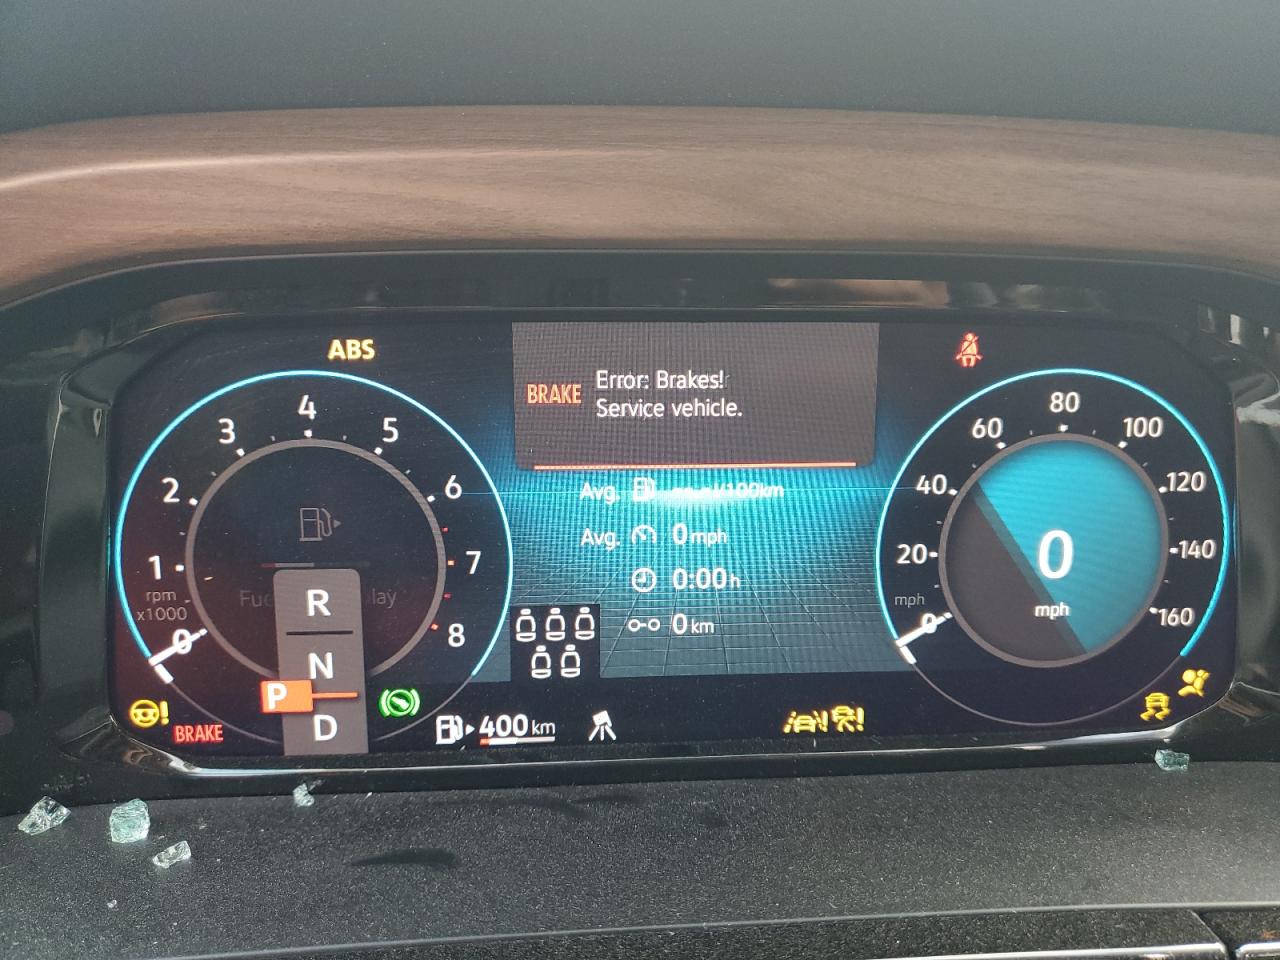 ABS
BRAKE
Error: Brakes!
Service vehicle.
4
3
5
2
6
1
7
rpm
x1000
0
8
Avg.
/100km
Avg. 0 mph
0:00 h
0 km
80
60
100
40
120
20
140
mph
160
0
0
mph
R
N
P
D
BRAKE
400 km